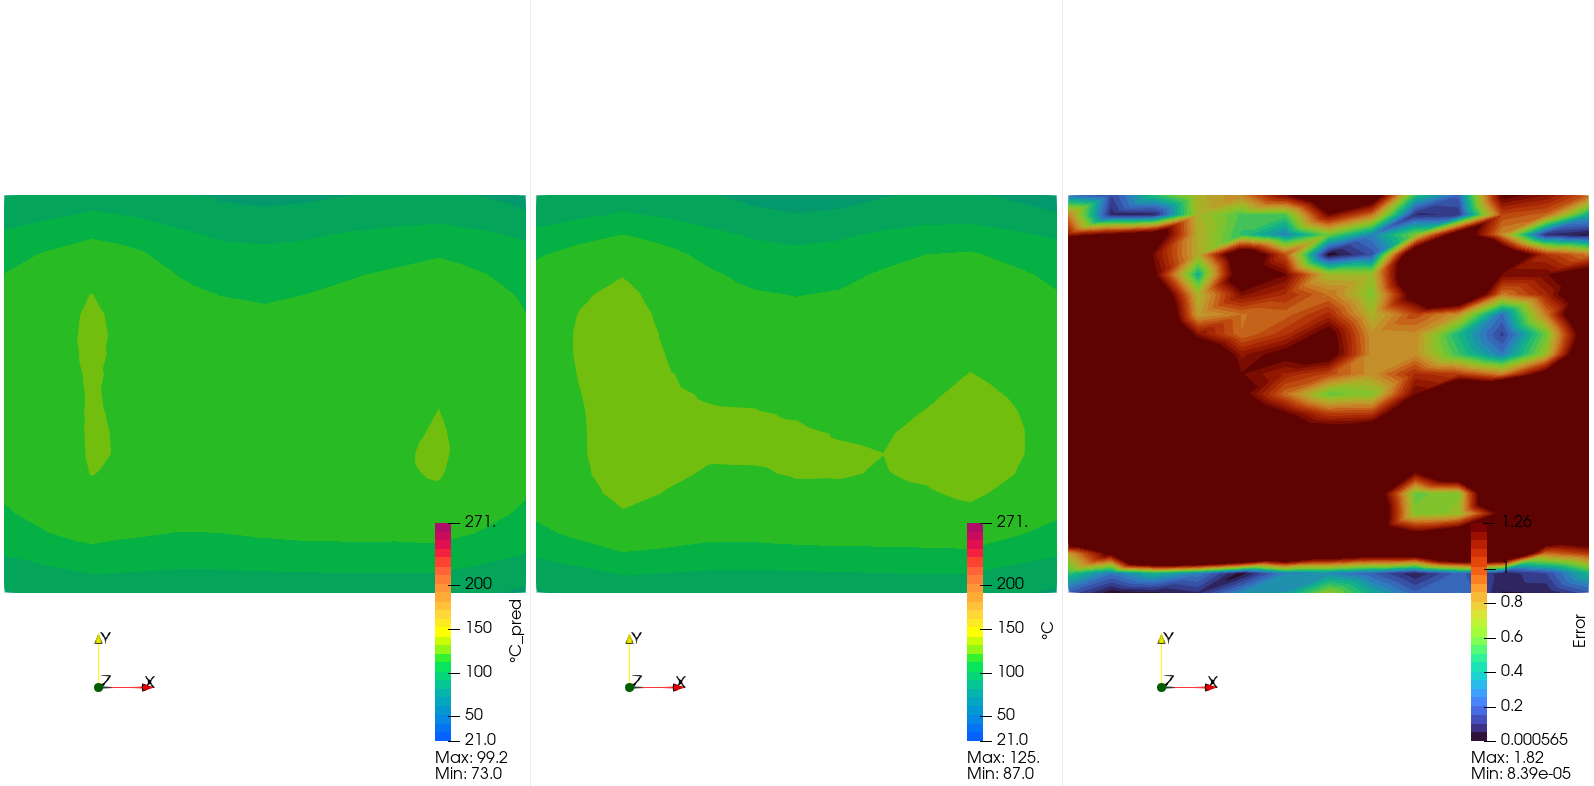 271.
200
150
100
50
21.0
°C_pred
Max: 99.2
Min: 73.0
Y
Z
X
271.
200
150
100
50
21.0
°C
Max: 125.
Min: 87.0
Y
Z
X
1.26
1
0.8
0.6
0.4
0.2
0.000565
Error
Max: 1.82
Min: 8.39e-05
Y
Z
X